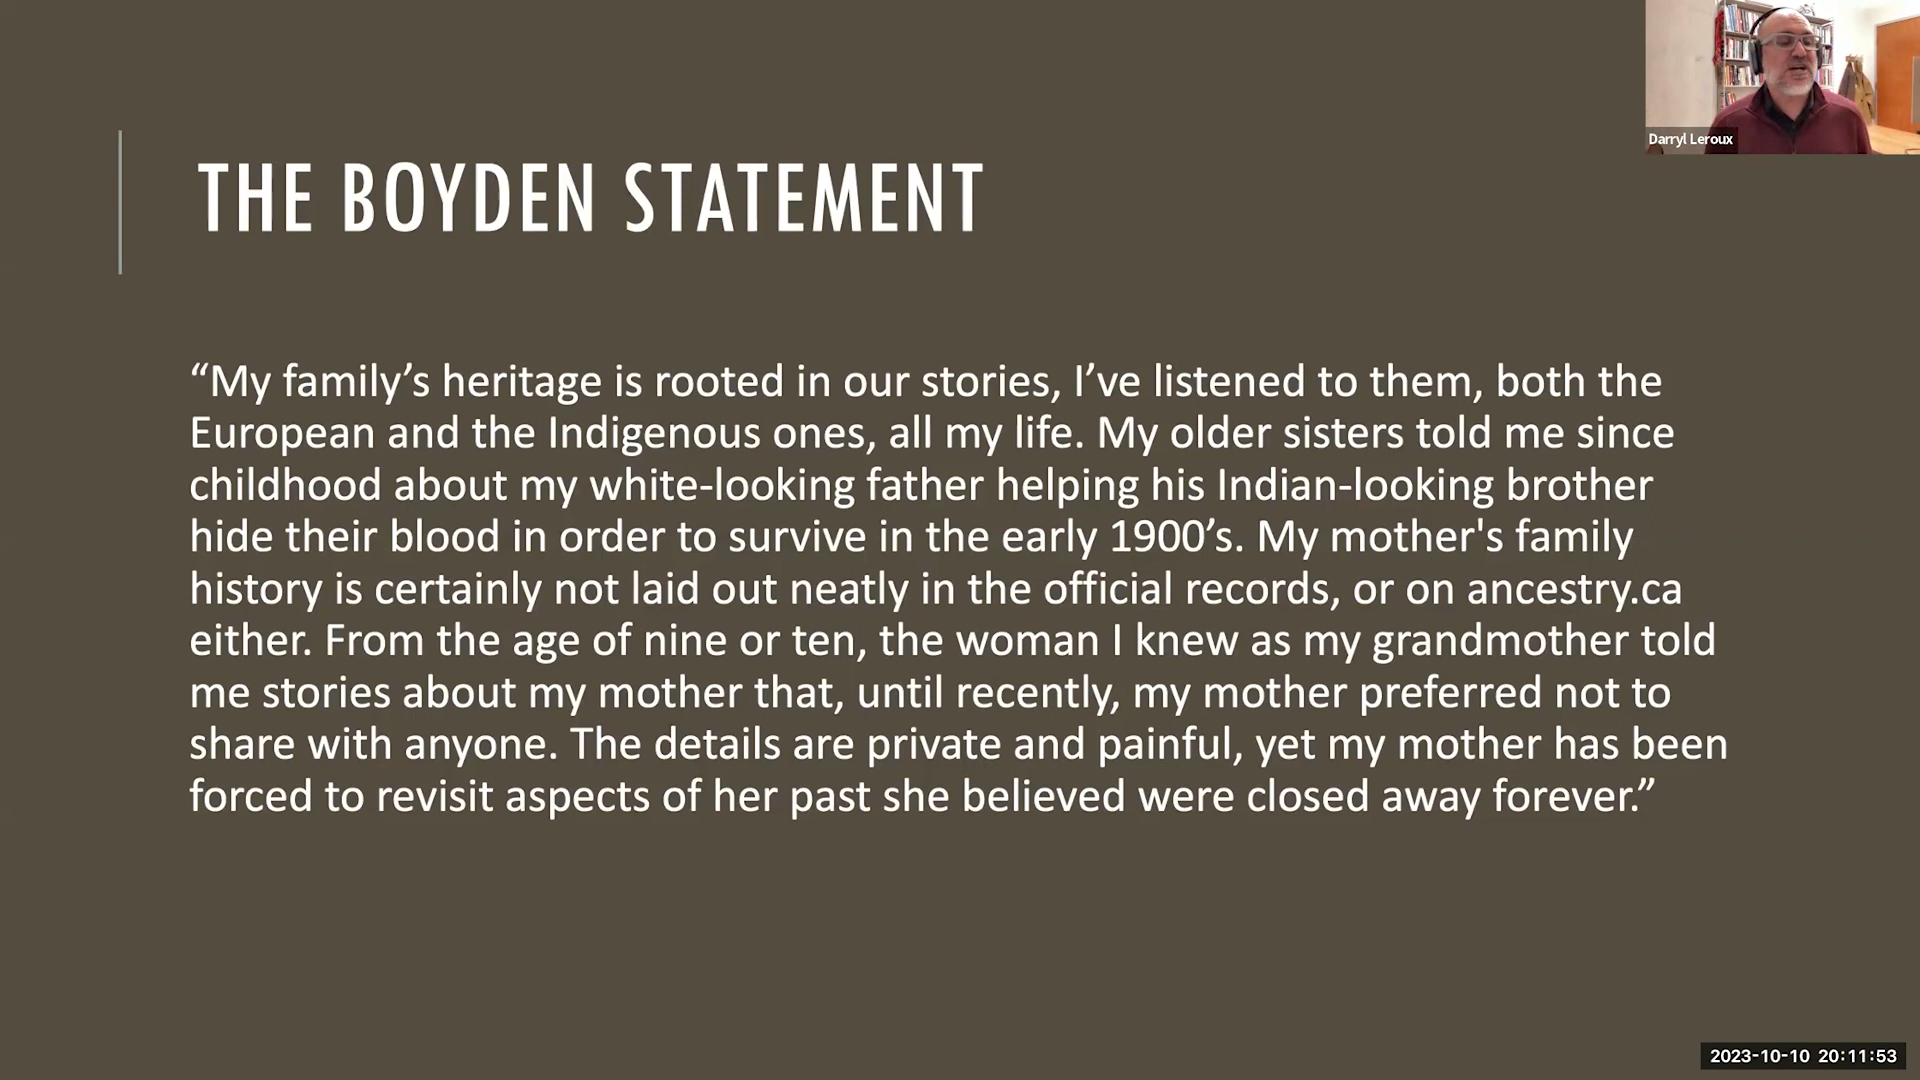 Darryl Leroux
THE BOYDEN STATEMENT
“My family’s heritage is rooted in our stories, I’ve listened to them, both the
European and the Indigenous ones, all my life. My older sisters told me since
childhood about my white-looking father helping his Indian-looking brother
hide their blood in order to survive in the early 1900’s. My mother's family
history is certainly not laid out neatly in the official records, or on ancestry.ca
either. From the age of nine or ten, the woman I knew as my grandmother told
me stories about my mother that, until recently, my mother preferred not to
share with anyone. The details are private and painful, yet my mother has been
forced to revisit aspects of her past she believed were closed away forever.”
2023-10-10 20:11:53